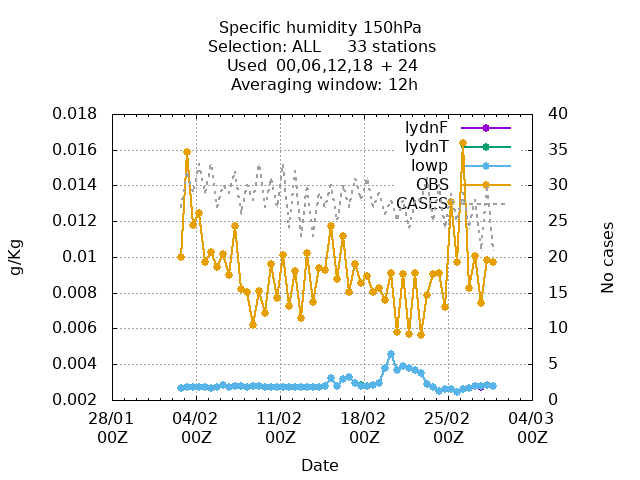 Specific humidity 150hPa
Selection: ALL 33 stations
Used 00,06,12,18 + 24
Averaging window: 12h
g/Kg
No cases
0.018
0.016
0.014
0.012
0.01
0.008
0.006
0.004
0.002
40
35
30
25
20
15
10
5
0
lydnF
lydnT
lowp
OBS
CASES
28/01 04/02 11/02 18/02 25/02 04/03
00Z 00Z 00Z 00Z 00Z 00Z
Date